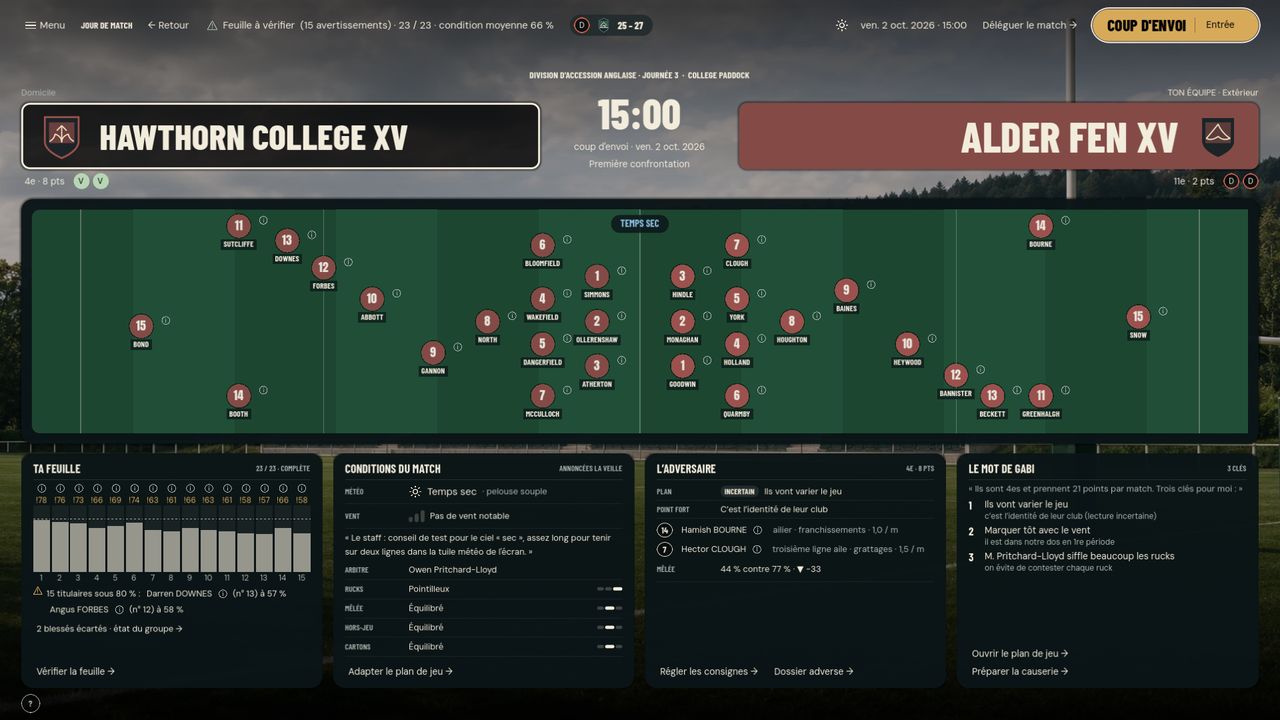 Menu JOUR DE MATCH ← Retour Feuille à vérifier (15 avertissements) · 23 / 23 · condition moyenne 66 % D 25 – 27 ven. 2 oct. 2026 · 15:00 Déléguer le match → COUP D'ENVOI Entrée
DIVISION D'ACCESSION ANGLAISE · JOURNÉE 3 · COLLEGE PADDOCK
Domicile TON ÉQUIPE · Extérieur
HAWTHORN COLLEGE XV
15:00
coup d'envoi · ven. 2 oct. 2026
Première confrontation
ALDER FEN XV
4e · 8 pts V V
11e · 2 pts D D
TEMPS SEC
11 SUTCLIFFE
13 DOWNES
12 FORBES
10 ABBOTT
15 BOND
9 GANNON
14 BOOTH
8 NORTH
6 BLOOMFIELD
4 WAKEFIELD
5 DANGERFIELD
7 MCCULLOCH
1 SIMMONS
2 OLLERENSHAW
3 ATHERTON
3 HINDLE
2 MONAGHAN
1 GOODWIN
7 CLOUGH
5 YORK
4 HOLLAND
6 QUARMBY
8 HOUGHTON
9 BAINES
10 HEYWOOD
12 BANNISTER
13 BECKETT
11 GREENHALGH
14 BOURNE
15 SNOW
TA FEUILLE 23 / 23 · COMPLÈTE
!78 !76 !73 !66 !69 !74 !63 !61 !66 !63 !61 !58 !57 !66 !58
1 2 3 4 5 6 7 8 9 10 11 12 13 14 15
15 titulaires sous 80 % : Darren DOWNES (n° 13) à 57 %
Angus FORBES (n° 12) à 58 %
2 blessés écartés · état du groupe →
Vérifier la feuille →
CONDITIONS DU MATCH ANNONCÉES LA VEILLE
MÉTÉO Temps sec · pelouse souple
VENT Pas de vent notable
« Le staff : conseil de test pour le ciel « sec », assez long pour tenir
sur deux lignes dans la tuile météo de l'écran. »
ARBITRE Owen Pritchard-Lloyd
RUCKS Pointilleux
MÊLÉE Équilibré
HORS-JEU Équilibré
CARTONS Équilibré
Adapter le plan de jeu →
L'ADVERSAIRE 4E · 8 PTS
PLAN INCERTAIN Ils vont varier le jeu
POINT FORT C'est l'identité de leur club
14 Hamish BOURNE ailier · franchissements · 1,0 / m
7 Hector CLOUGH troisième ligne aile · grattages · 1,5 / m
MÊLÉE 44 % contre 77 % · ▼ −33
Régler les consignes → Dossier adverse →
LE MOT DE GABI 3 CLÉS
« Ils sont 4es et prennent 21 points par match. Trois clés pour moi : »
1 Ils vont varier le jeu
c'est l'identité de leur club (lecture incertaine)
2 Marquer tôt avec le vent
il est dans notre dos en 1re période
3 M. Pritchard-Lloyd siffle beaucoup les rucks
on évite de contester chaque ruck
Ouvrir le plan de jeu →
Préparer la causerie →
?